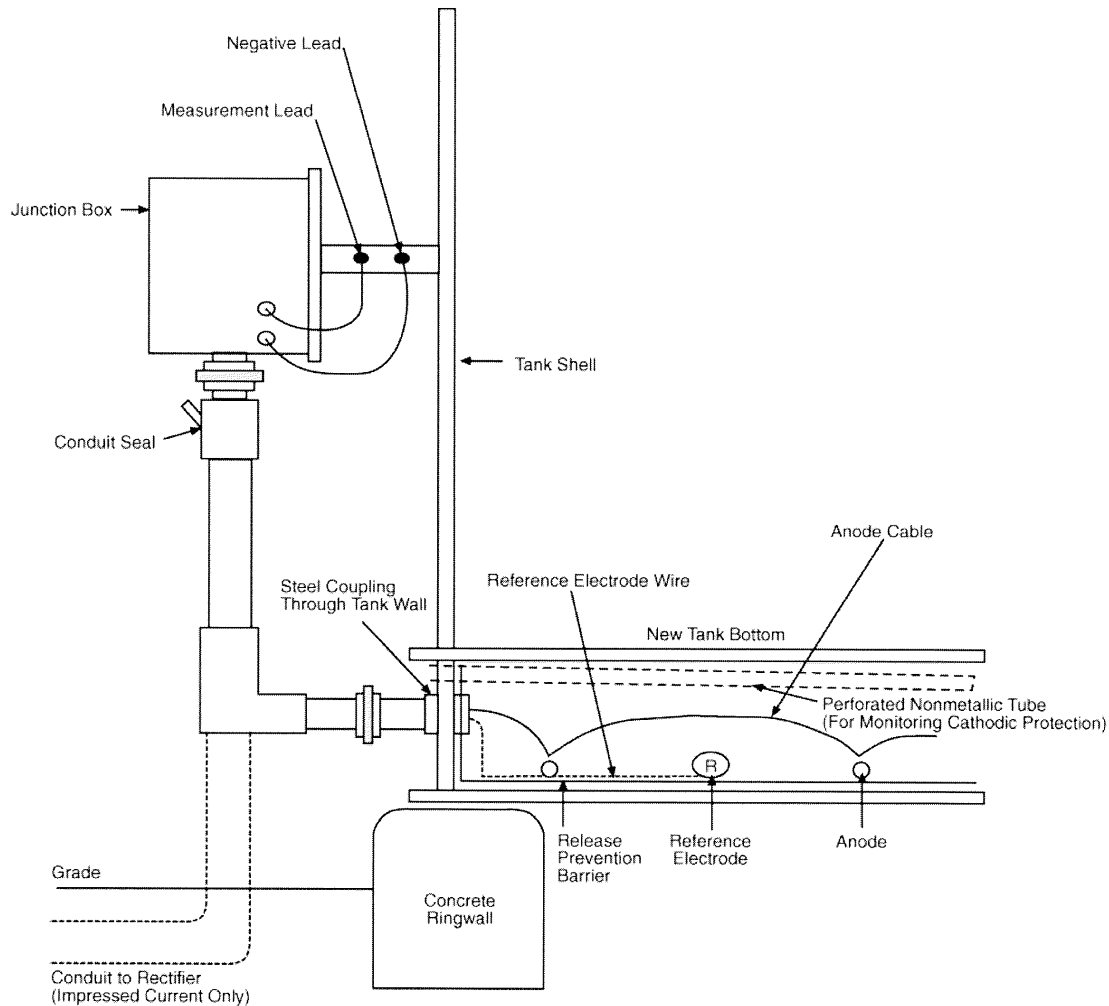 Negative Lead
Measurement Lead
Junction Box
Tank Shell
Conduit Seal
Anode Cable
Reference Electrode Wire
Steel Coupling
Through Tank Wall
New Tank Bottom
Perforated Nonmetallic Tube
(For Monitoring Cathodic Protection)
R
Release
Prevention
Barrier
Reference
Electrode
Anode
Grade
Concrete
Ringwall
Conduit to Rectifier
(Impressed Current Only)